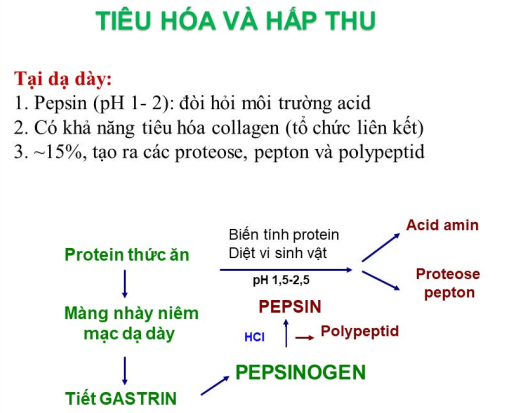 TIÊU HÓA VÀ HẤP THU
Tại dạ dày:
1. Pepsin (pH 1- 2): đòi hỏi môi trường acid
2. Có khả năng tiêu hóa collagen (tổ chức liên kết)
3. ~15%, tạo ra các proteose, pepton và polypeptid
Protein thức ăn
Màng nhày niêm
mạc dạ dày
Tiết GASTRIN
Biến tính protein
Diệt vi sinh vật
pH 1,5-2,5
PEPSIN
HCl
Polypeptid
PEPSINOGEN
Acid amin
Proteose
pepton